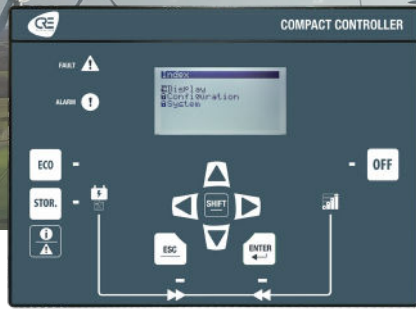 CRE
COMPACT CONTROLLER
FAULT
ALARM
Index
Display
Configuration
System
ECO
OFF
STOR.
SHIFT
ESC
ENTER